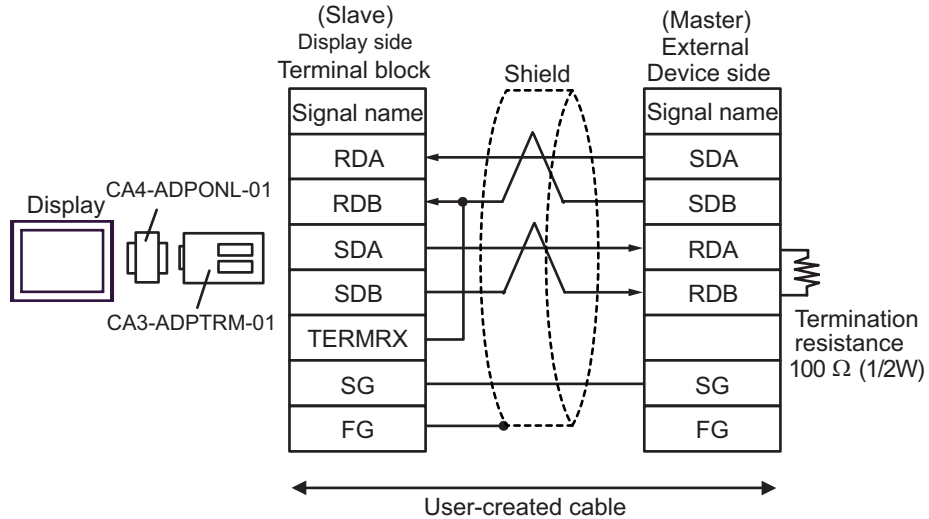 (Slave)
Display side
Terminal block
Shield
(Master)
External
Device side
Signal name
Signal name
RDA
SDA
RDB
SDB
SDA
RDA
SDB
RDB
TERMRX
SG
SG
FG
FG
Display
CA4-ADPONL-01
CA3-ADPTRM-01
Termination
resistance
100 Ω (1/2W)
User-created cable